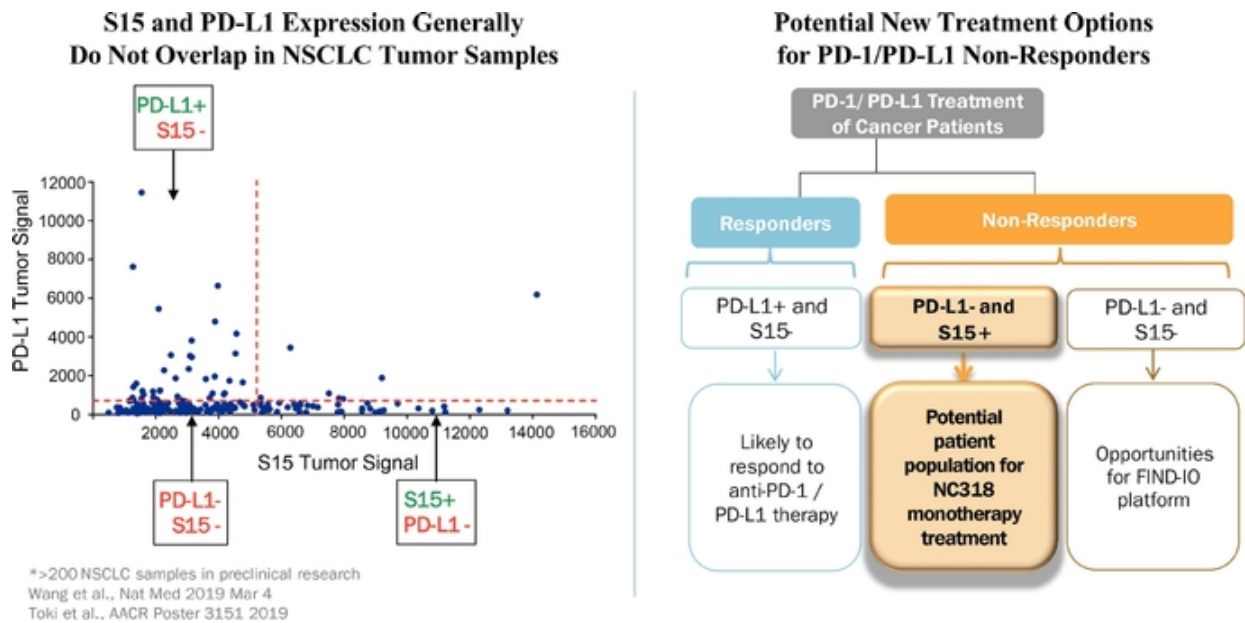 S15 and PD-L1 Expression Generally
Do Not Overlap in NSCLC Tumor Samples
PD-L1+
S15 -
PD-L1 Tumor Signal
12000
10000
8000
6000
4000
2000
0
2000 4000 6000 8000 10000 12000 14000 16000
S15 Tumor Signal
PD-L1-
S15 -
S15+
PD-L1 -
*>200 NSCLC samples in preclinical research
Wang et al., Nat Med 2019 Mar 4
Toki et al., AACR Poster 3151 2019
Potential New Treatment Options
for PD-1/PD-L1 Non-Responders
PD-1/ PD-L1 Treatment
of Cancer Patients
Responders
Non-Responders
PD-L1+ and
S15-
PD-L1- and
S15+
PD-L1- and
S15-
Likely to
respond to
anti-PD-1 /
PD-L1 therapy
Potential
patient
population for
NC318
monotherapy
treatment
Opportunities
for FIND-IO
platform